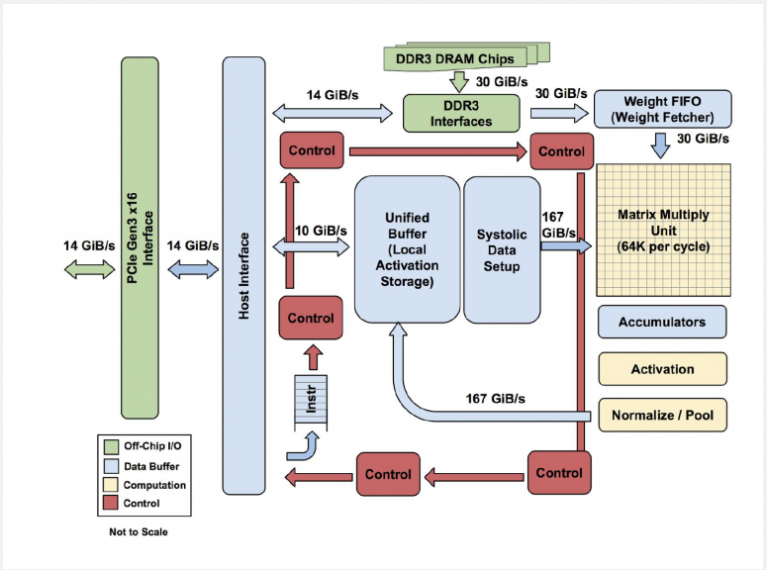 DDR3 DRAM Chips
30 GiB/s
14 GiB/s
DDR3
Interfaces
30 GiB/s
Weight FIFO
(Weight Fetcher)
30 GiB/s
Control
Control
PCIe Gen3 x16
Interface
Host Interface
14 GiB/s
14 GiB/s
10 GiB/s
Unified
Buffer
(Local
Activation
Storage)
Systolic
Data
Setup
167
GiB/s
Matrix Multiply
Unit
(64K per cycle)
Control
Accumulators
Activation
Instr
167 GiB/s
Normalize / Pool
Off-Chip I/O
Data Buffer
Computation
Control
Control
Control
Not to Scale